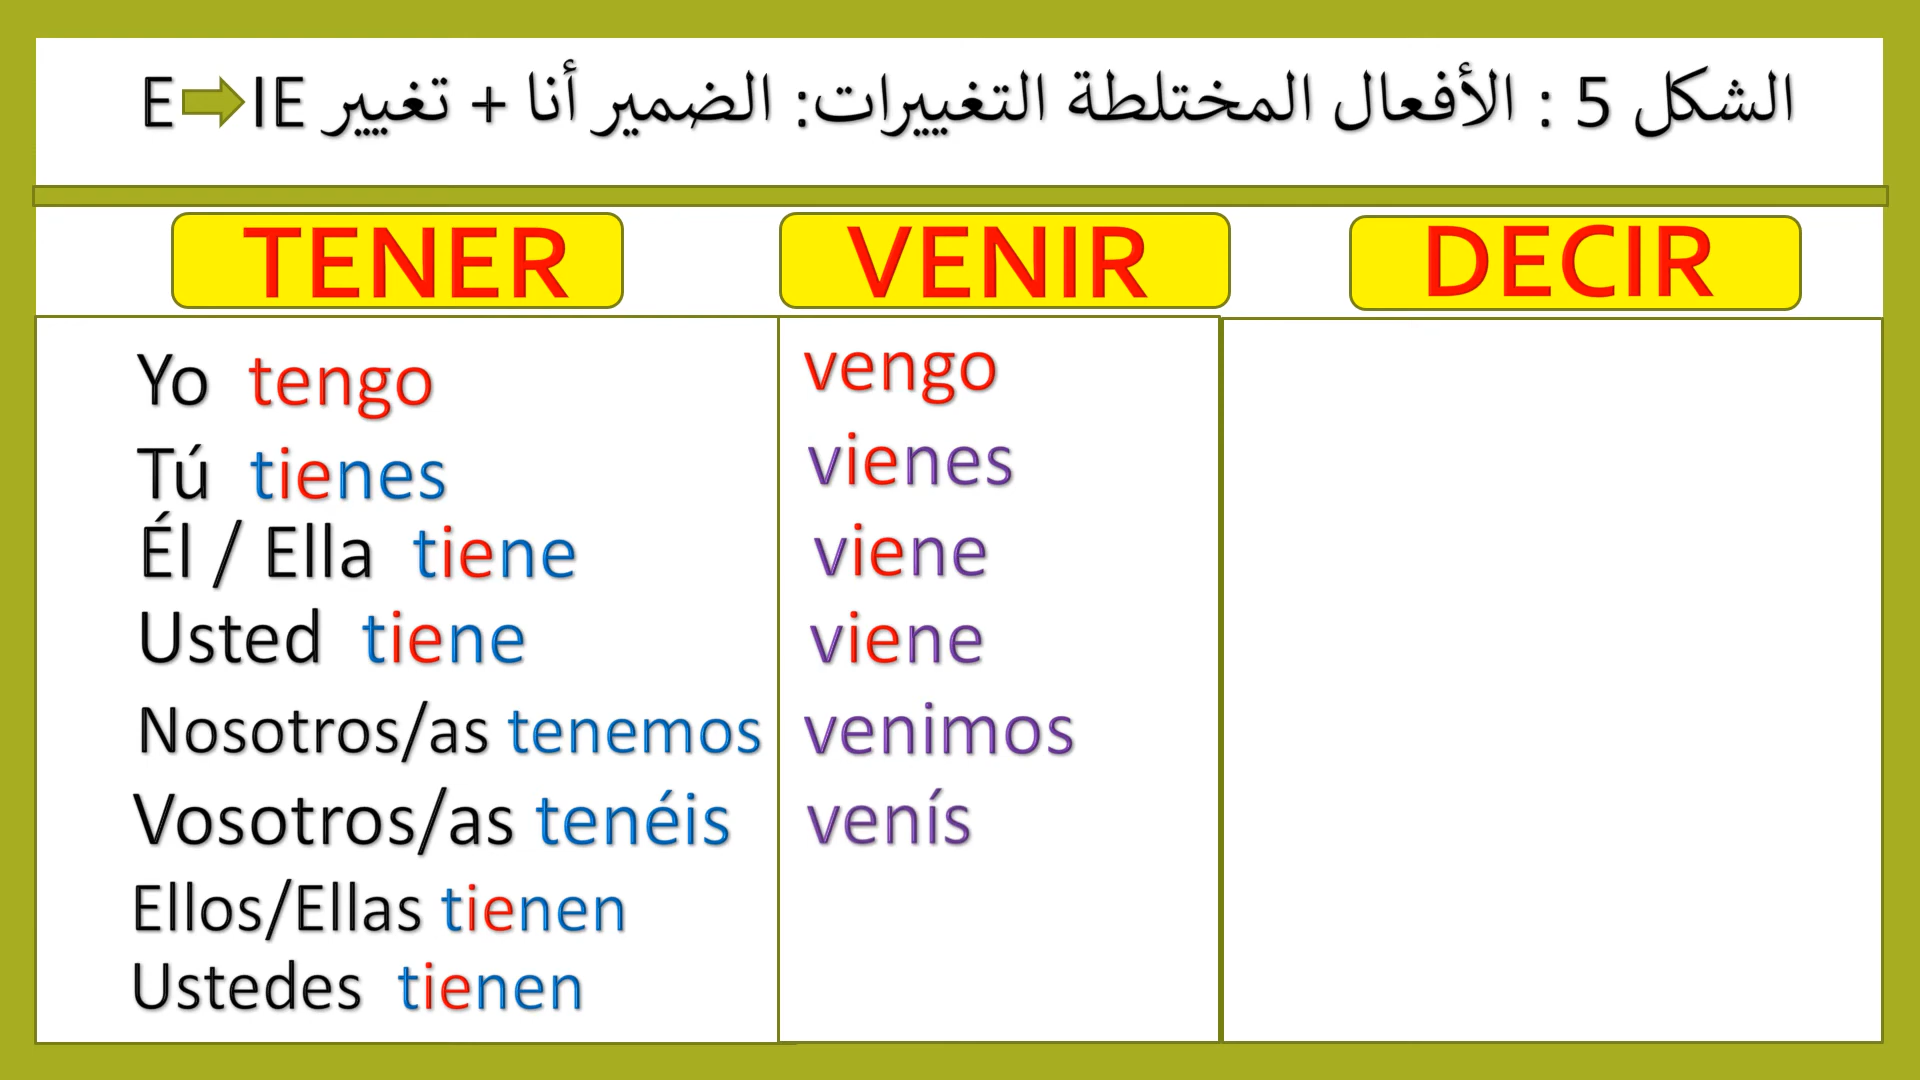 الشكل 5 : الأفعال المختلطة التغييرات: الضمير أنا + تغيير E IE
TENER VENIR DECIR
Yo tengo vengo
Tú tienes vienes
Él / Ella tiene viene
Usted tiene viene
Nosotros/as tenemos venimos
Vosotros/as tenéis venís
Ellos/Ellas tienen
Ustedes tienen